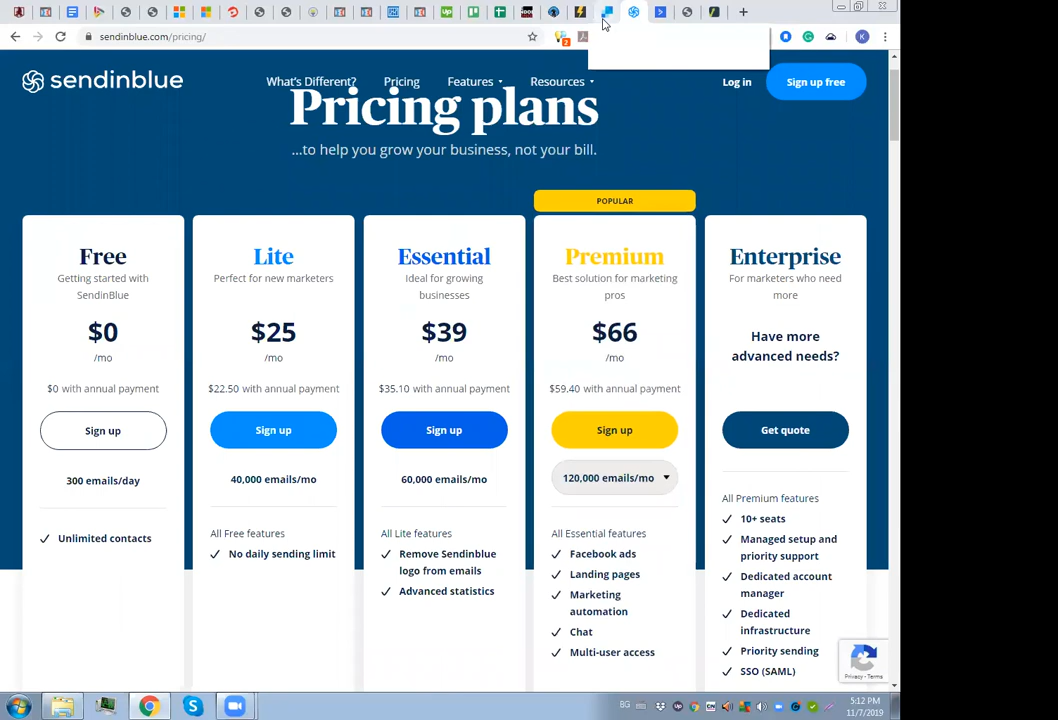 sendinblue.com/pricing/
2
K
sendinblue
What's Different?
Pricing
Features
Resources
Log in
Sign up free
Pricing plans
...to help you grow your business, not your bill.
POPULAR
Free
Getting started with
SendinBlue
$0
/mo
$0 with annual payment
Sign up
300 emails/day
Unlimited contacts
Lite
Perfect for new marketers
$25
/mo
$22.50 with annual payment
Sign up
40,000 emails/mo
All Free features
No daily sending limit
Essential
Ideal for growing
businesses
$39
/mo
$35.10 with annual payment
Sign up
60,000 emails/mo
All Lite features
Remove Sendinblue
logo from emails
Advanced statistics
Premium
Best solution for marketing
pros
$66
/mo
$59.40 with annual payment
Sign up
120,000 emails/mo
All Essential features
Facebook ads
Landing pages
Marketing
automation
Chat
Multi-user access
Enterprise
For marketers who need
more
Have more
advanced needs?
Get quote
All Premium features
10+ seats
Managed setup and
priority support
Dedicated account
manager
Dedicated
infrastructure
Priority sending
SSO (SAML)
Privacy - Terms
BG
5:12 PM
11/7/2019